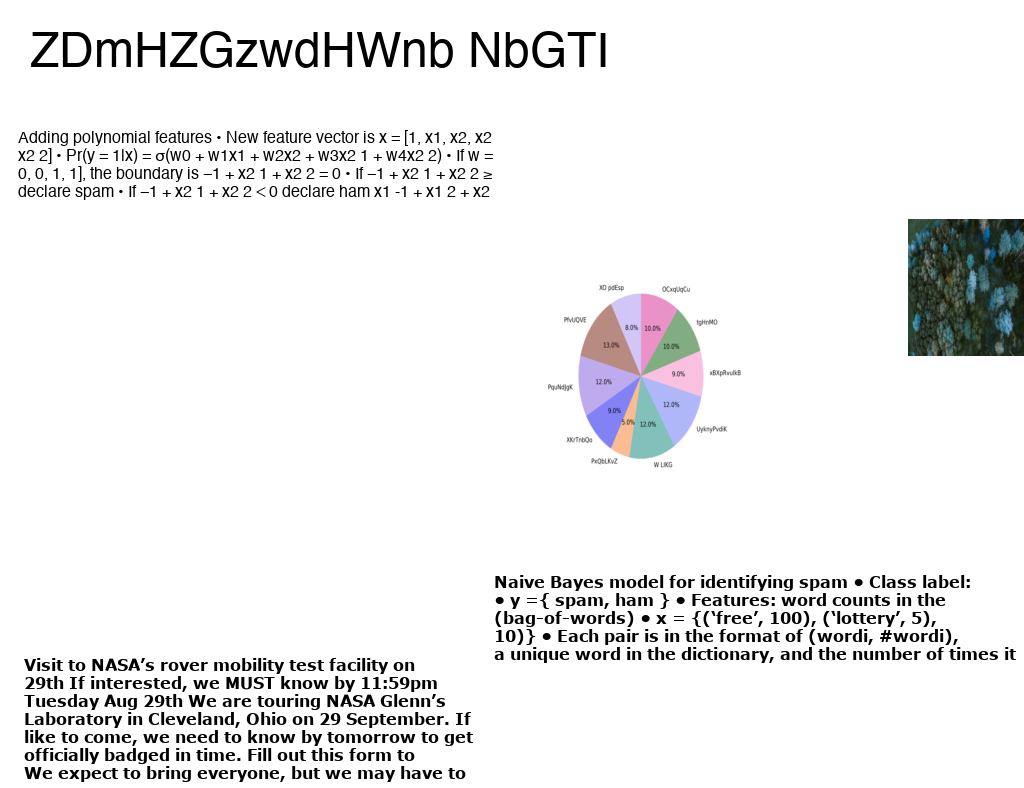 ZDmHZGzwdHWnb NbGTI
Adding polynomial features • New feature vector is x = [1, x1, x2, x2
x2 2] • Pr(y = 1|x) = σ(w0 + w1x1 + w2x2 + w3x2 1 + w4x2 2) • If w =
0, 0, 1, 1], the boundary is −1 + x2 1 + x2 2 = 0 • If −1 + x2 1 + x2 2 ≥
declare spam • If −1 + x2 1 + x2 2 < 0 declare ham x1 -1 + x1 2 + x2
XO pdEsp
OCxqUqCu
PfvUQVE
tgHnMO
8.0%
10.0%
13.0%
10.0%
xBXpRvulkB
9.0%
PquNdJgK
12.0%
12.0%
9.0%
5.0%
12.0%
UyknyPvdiK
XKrTnbQo
PxQbLKvZ
W LIKG
Naive Bayes model for identifying spam • Class label:
• y ={ spam, ham } • Features: word counts in the
(bag-of-words) • x = {(‘free’, 100), (‘lottery’, 5),
10)} • Each pair is in the format of (wordi, #wordi),
a unique word in the dictionary, and the number of times it
Visit to NASA’s rover mobility test facility on
29th If interested, we MUST know by 11:59pm
Tuesday Aug 29th We are touring NASA Glenn’s
Laboratory in Cleveland, Ohio on 29 September. If
like to come, we need to know by tomorrow to get
officially badged in time. Fill out this form to
We expect to bring everyone, but we may have to